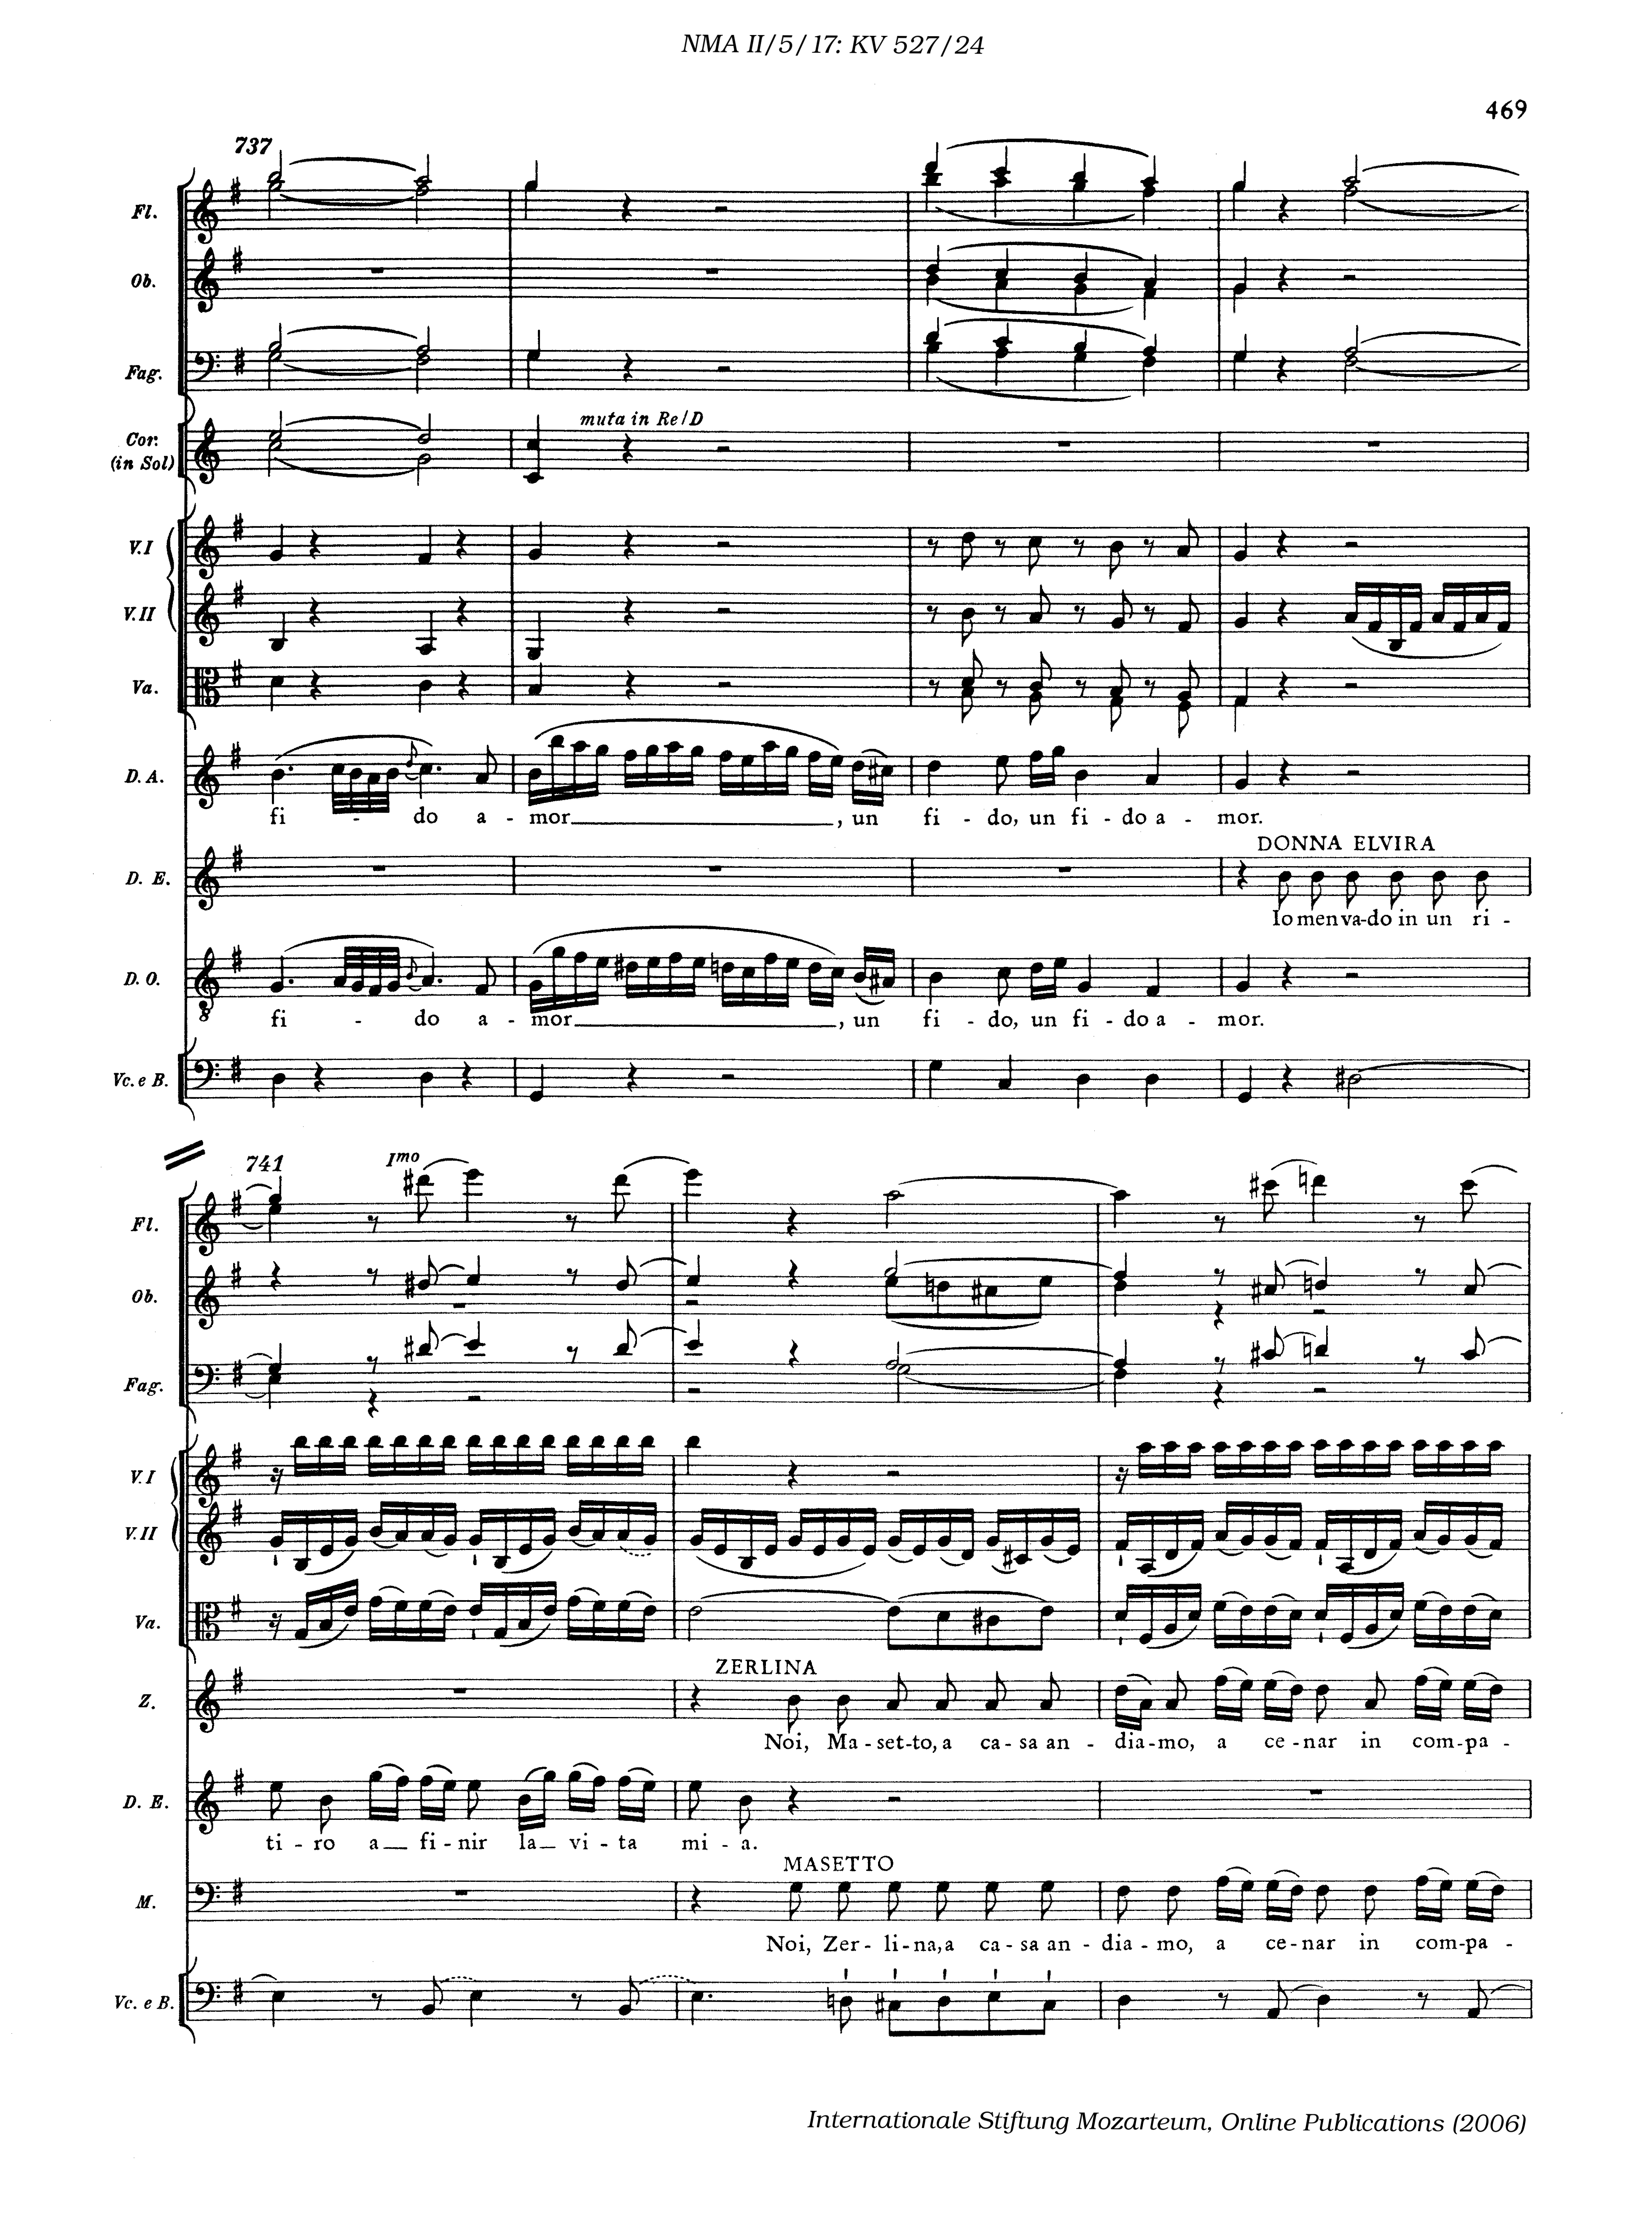 NMA II/5/17: KV 527/24
469
737
Fl.
Ob.
Fag.
muta in Re/D
Cor.
(in Sol)
V. I
V. II
Va.
D. A.
fi - do a - mor , un fi - do, un fi - do a - mor.
DONNA ELVIRA
D. E.
Io men va-do in un ri -
D. O.
fi - do a - mor , un fi - do, un fi - do a - mor.
Vc. e B.
741
Imo
Fl.
Ob.
Fag.
V. I
V. II
Va.
ZERLINA
Z.
Noi, Ma - set-to, a ca - sa an - dia-mo, a ce - nar in com-pa -
D. E.
ti - ro a fi - nir la vi - ta mi - a.
MASETTO
M.
Noi, Zer - li-na, a ca - sa an - dia - mo, a ce-nar in com-pa -
Vc. e B.
Internationale Stiftung Mozarteum, Online Publications (2006)